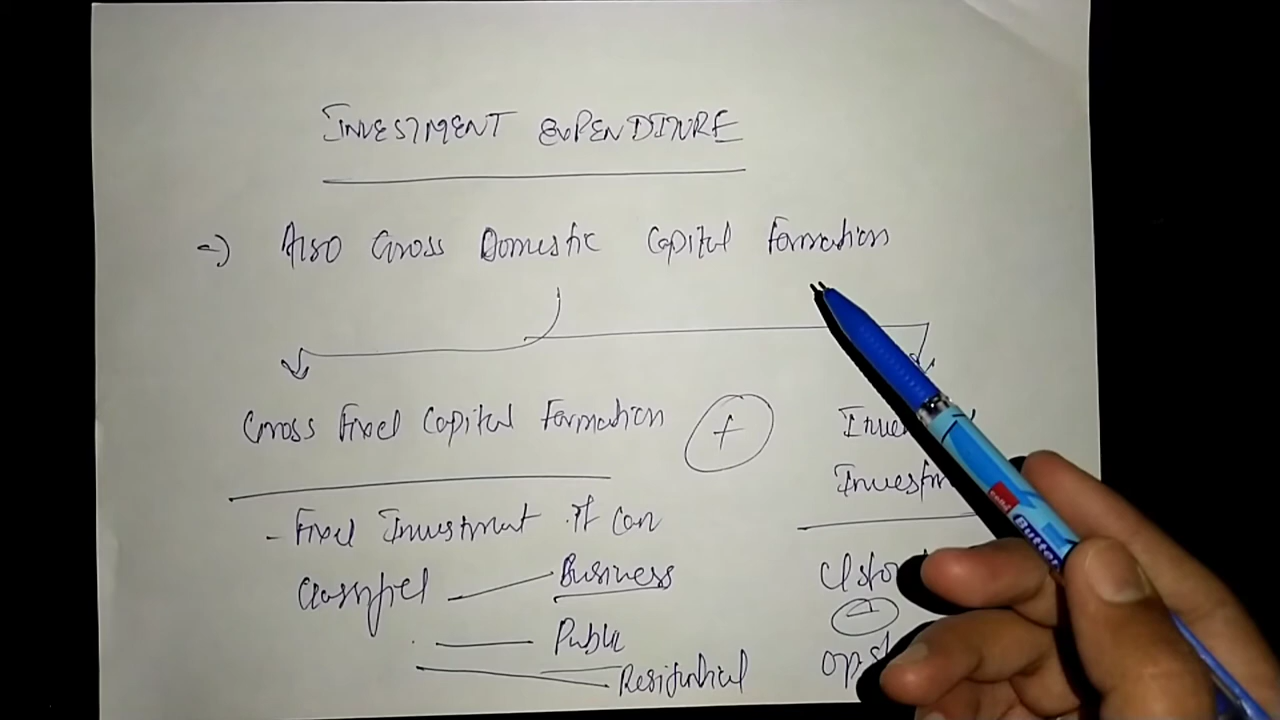 INVESTMENT EXPENDITURE
=) Also Gross Domestic Capital Formation
Gross Fixed Capital Formation +
- Fixed Investment it can
Classified Business
Public
Residential
Butter